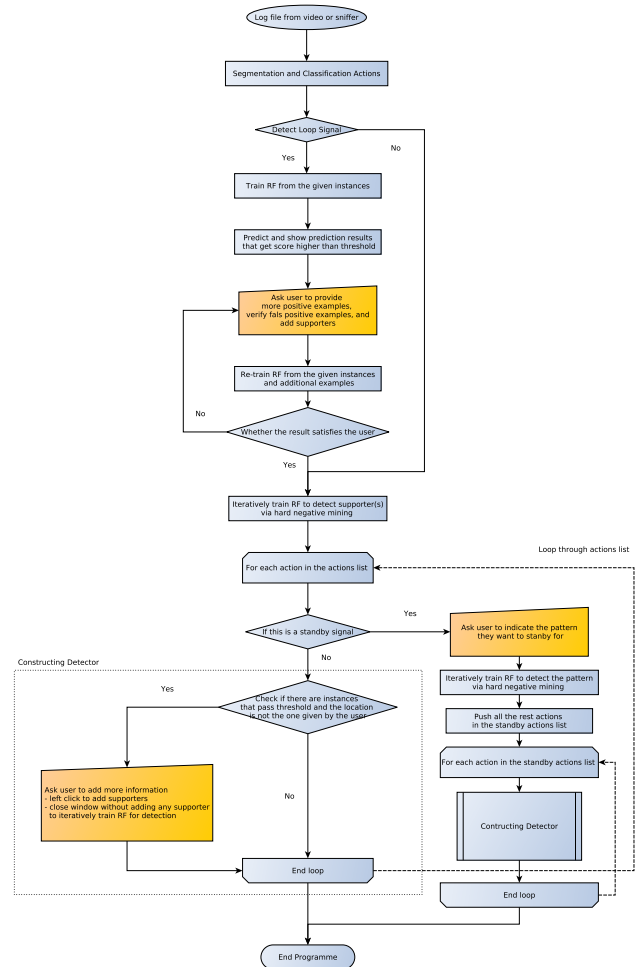 Log file from video or sniffer
Segmentation and Classification Actions
Detect Loop Signal
No
Yes
Train RF from the given instances
Predict and show prediction results
that get score higher than threshold
Ask user to provide
more positive examples,
verify fals positive examples, and
add supporters
Re-train RF from the given instances
and additional examples
No
Whether the result satisfies the user
Yes
Iteratively train RF to detect supporter(s)
via hard negative mining
Loop through actions list
For each action in the actions list
Yes
If this is a standby signal
Ask user to indicate the pattern
they want to stanby for
No
Constructing Detector
Iteratively train RF to detect the pattern
via hard negative mining
Yes
Check if there are instances
that pass threshold and the location
is not the one given by the user
Push all the rest actions
in the standby actions list
For each action in the standby actions list
Ask user to add more information
- left click to add supporters
- close window without adding any supporter
to iteratively train RF for detection
No
Contructing Detector
End loop
End loop
End Programme